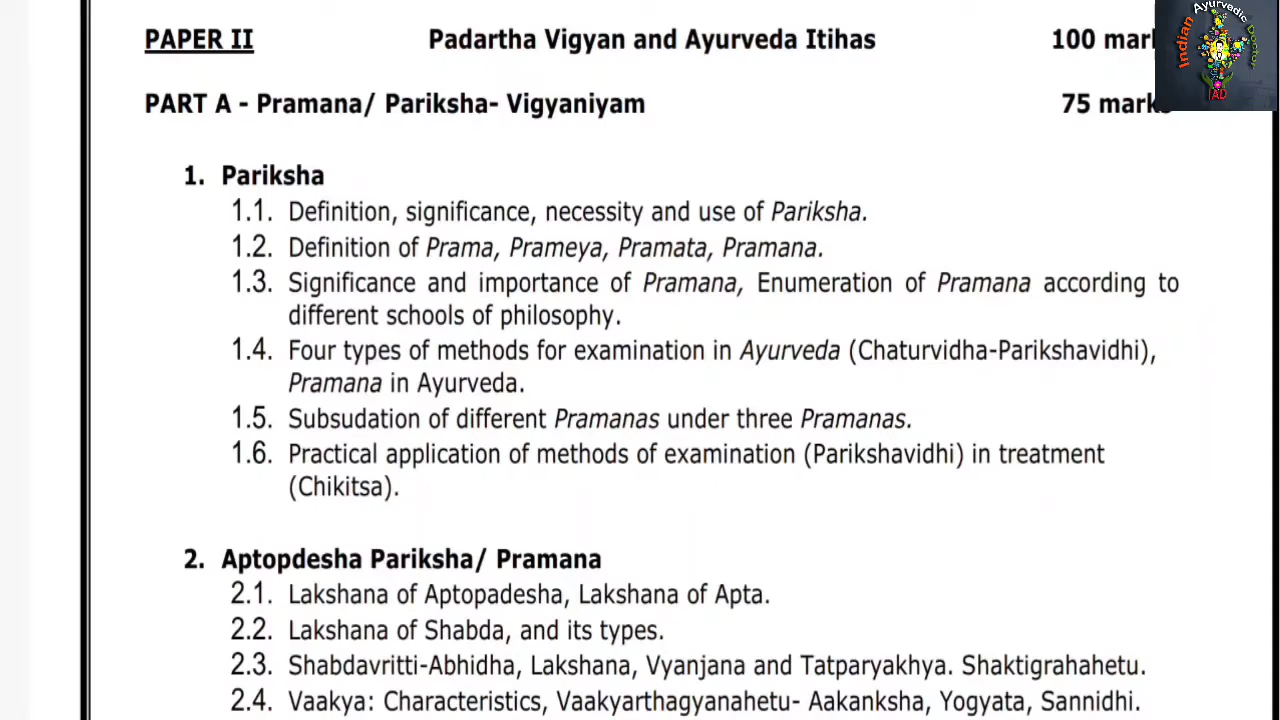 PAPER II Padartha Vigyan and Ayurveda Itihas 100
PART A - Pramana/ Pariksha- Vigyaniyam 75 marks
1. Pariksha
1.1. Definition, significance, necessity and use of Pariksha.
1.2. Definition of Prama, Prameya, Pramata, Pramana.
1.3. Significance and importance of Pramana, Enumeration of Pramana according to
different schools of philosophy.
1.4. Four types of methods for examination in Ayurveda (Chaturvidha-Parikshavidhi),
Pramana in Ayurveda.
1.5. Subsudation of different Pramanas under three Pramanas.
1.6. Practical application of methods of examination (Parikshavidhi) in treatment
(Chikitsa).
2. Aptopdesha Pariksha/ Pramana
2.1. Lakshana of Aptopadesha, Lakshana of Apta.
2.2. Lakshana of Shabda, and its types.
2.3. Shabdavritti-Abhidha, Lakshana, Vyanjana and Tatparyakhya. Shaktigrahahetu.
2.4. Vaakya: Characteristics, Vaakyarthagyanahetu- Aakanksha, Yogyata, Sannidhi.
Indian Ayurvedic Doctor
IAD